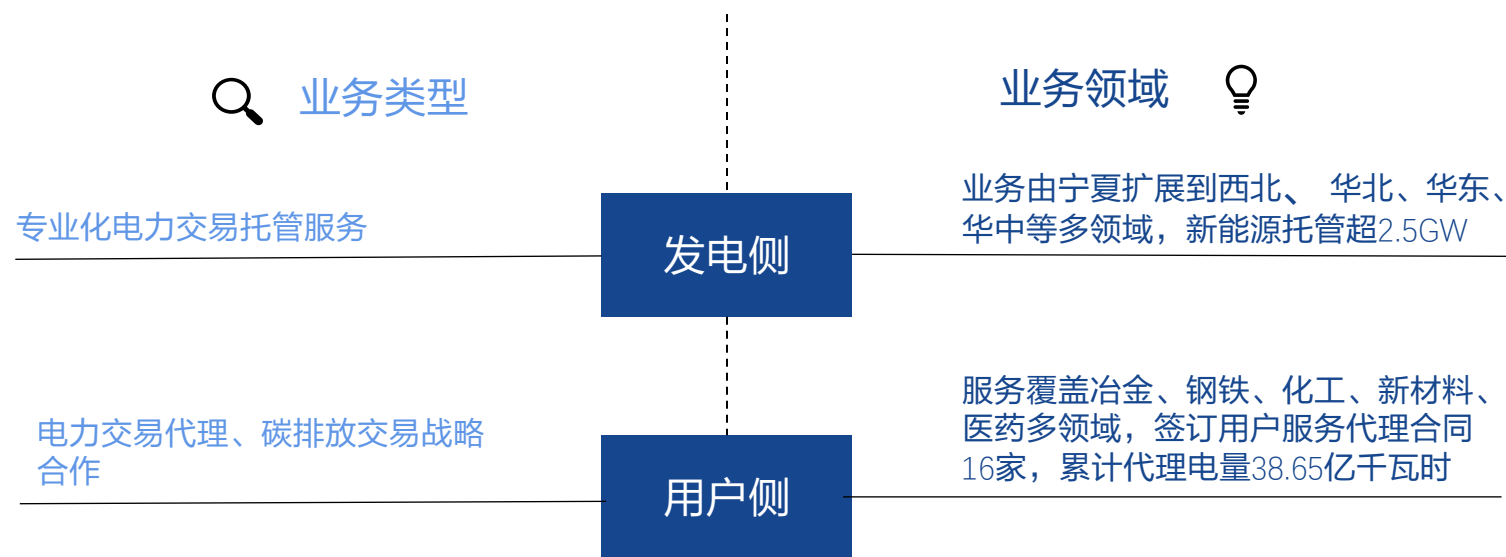 业务类型
业务领域
专业化电力交易托管服务
发电侧
业务由宁夏扩展到西北、 华北、华东、
华中等多领域，新能源托管超2.5GW
电力交易代理、碳排放交易战略
合作
用户侧
服务覆盖冶金、钢铁、化工、新材料、
医药多领域，签订用户服务代理合同
16家，累计代理电量38.65亿千瓦时